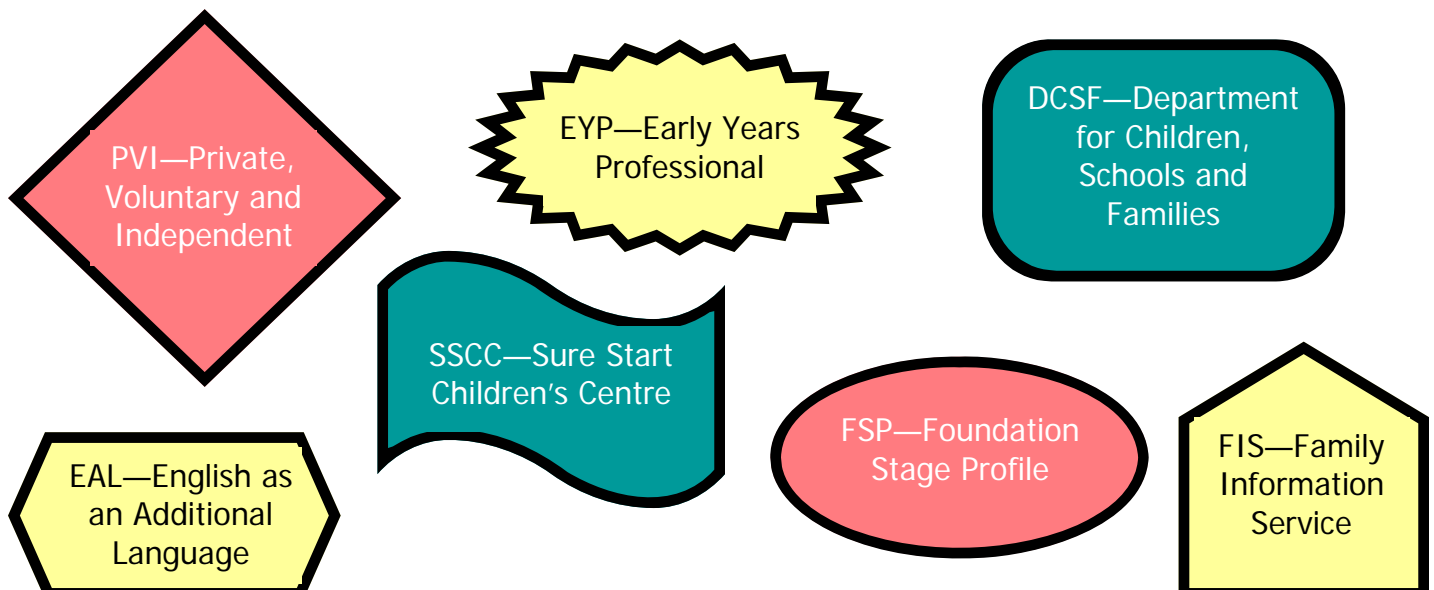 PVI—Private,
Voluntary and
Independent
EYP—Early Years
Professional
DCSF—Department
for Children,
Schools and
Families
SSCC—Sure Start
Children’s Centre
FSP—Foundation
Stage Profile
FIS—Family
Information
Service
EAL—English as
an Additional
Language